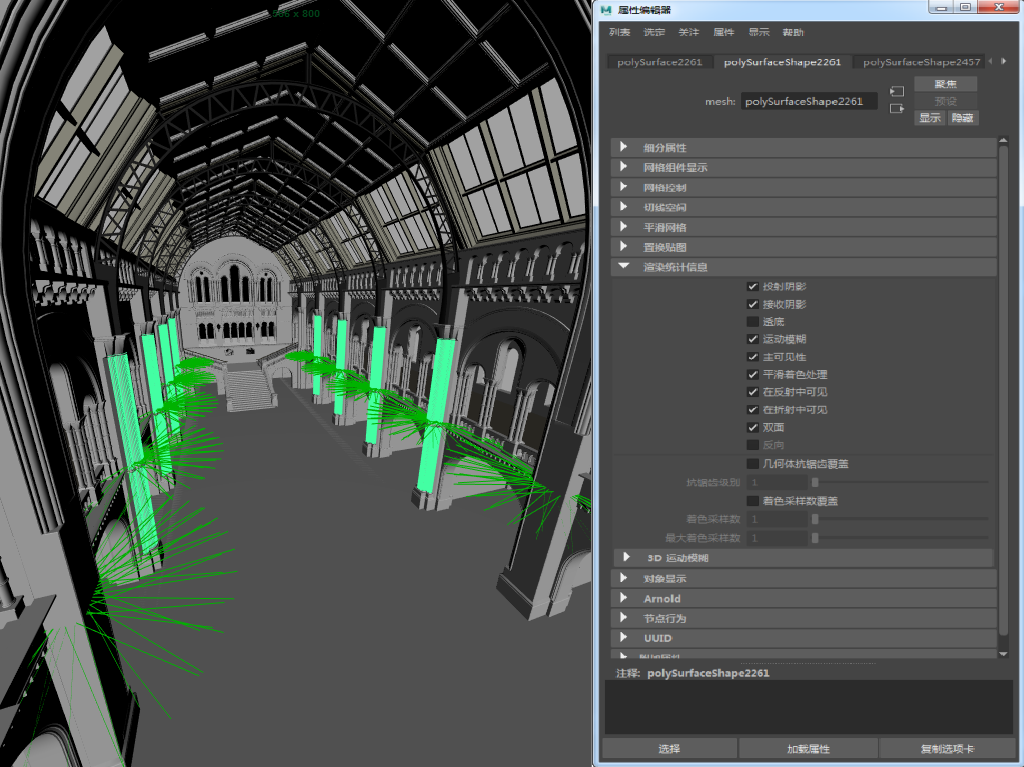 属性编辑器
列表 选定 关注 属性 显示 帮助
polySurface2261 polySurfaceShape2261 polySurfaceShape2457
聚焦
mesh: polySurfaceShape2261
预设
显示 隐藏
细分属性
网格组件显示
网格控制
切线空间
平滑网格
置换贴图
渲染统计信息
投射阴影
接收阴影
透底
运动模糊
主可见性
平滑着色处理
在反射中可见
在折射中可见
双面
反向
几何体抗锯齿覆盖
抗锯齿级别 1
着色采样数覆盖
着色采样数 1
最大着色采样数 1
3D 运动模糊
对象显示
Arnold
节点行为
UUID
注释: polySurfaceShape2261
选择 加载属性 复制选项卡